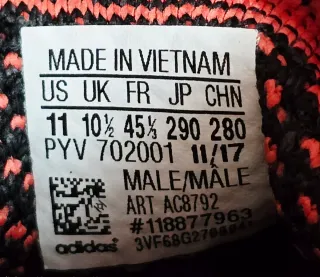 MADE IN VIETNAM
US UK FR JP CHN
11 10½ 45⅓ 290 280
PYV 702001 11/17
MALE/MÂLE
ART AC8792
#118877963
adidas